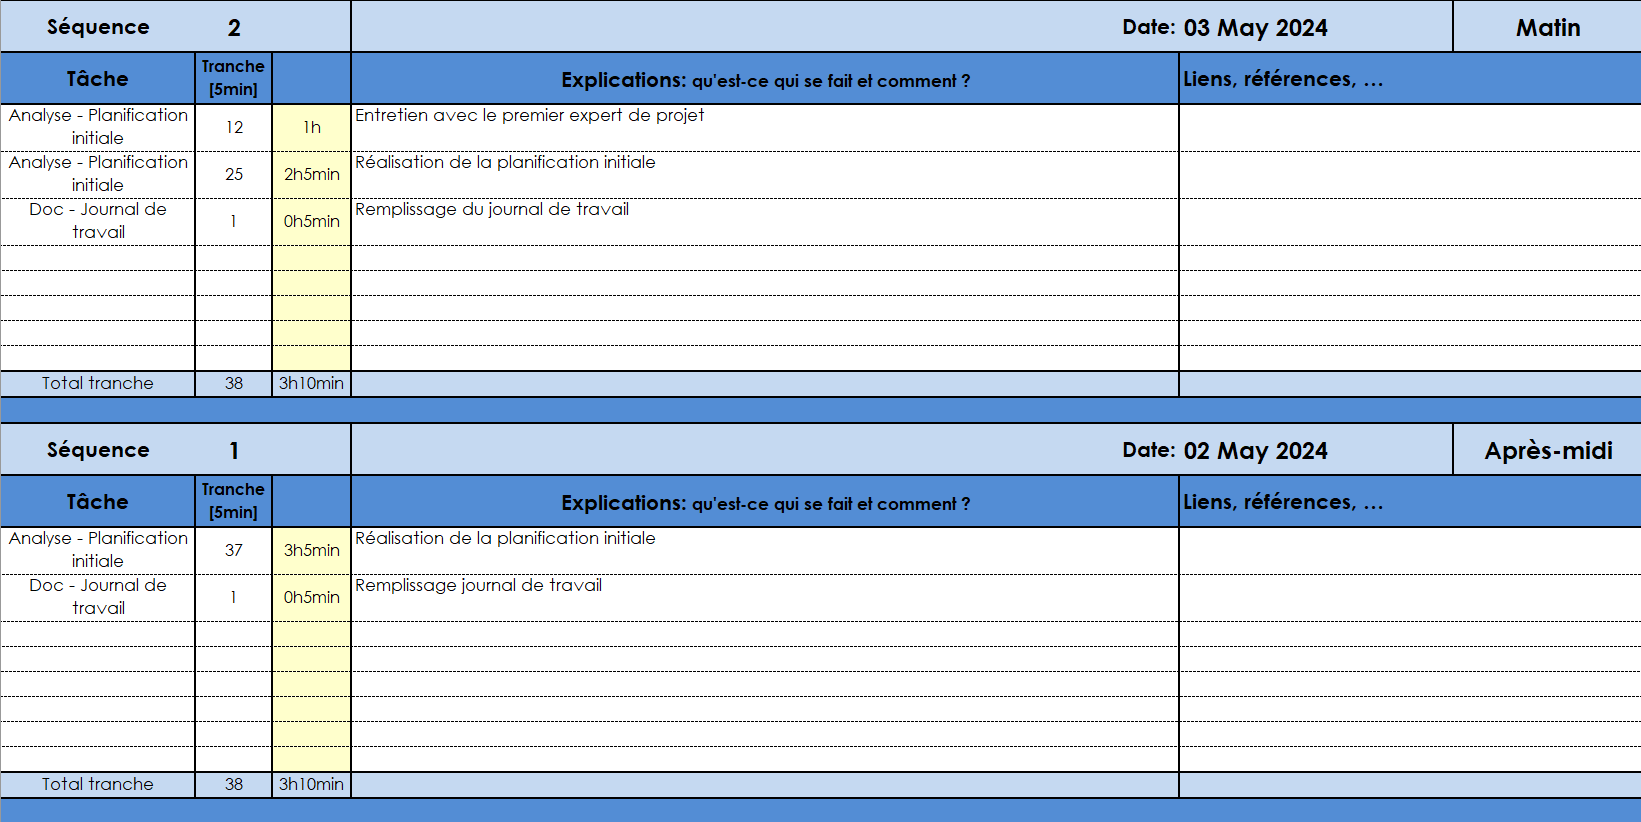 Séquence 2 Date: 03 May 2024 Matin
Tâche Tranche [5min] Explications: qu'est-ce qui se fait et comment ? Liens, références, ...
Analyse - Planification initiale 12 1h Entretien avec le premier expert de projet
Analyse - Planification initiale 25 2h5min Réalisation de la planification initiale
Doc - Journal de travail 1 0h5min Remplissage du journal de travail
Total tranche 38 3h10min
Séquence 1 Date: 02 May 2024 Après-midi
Tâche Tranche [5min] Explications: qu'est-ce qui se fait et comment ? Liens, références, ...
Analyse - Planification initiale 37 3h5min Réalisation de la planification initiale
Doc - Journal de travail 1 0h5min Remplissage journal de travail
Total tranche 38 3h10min